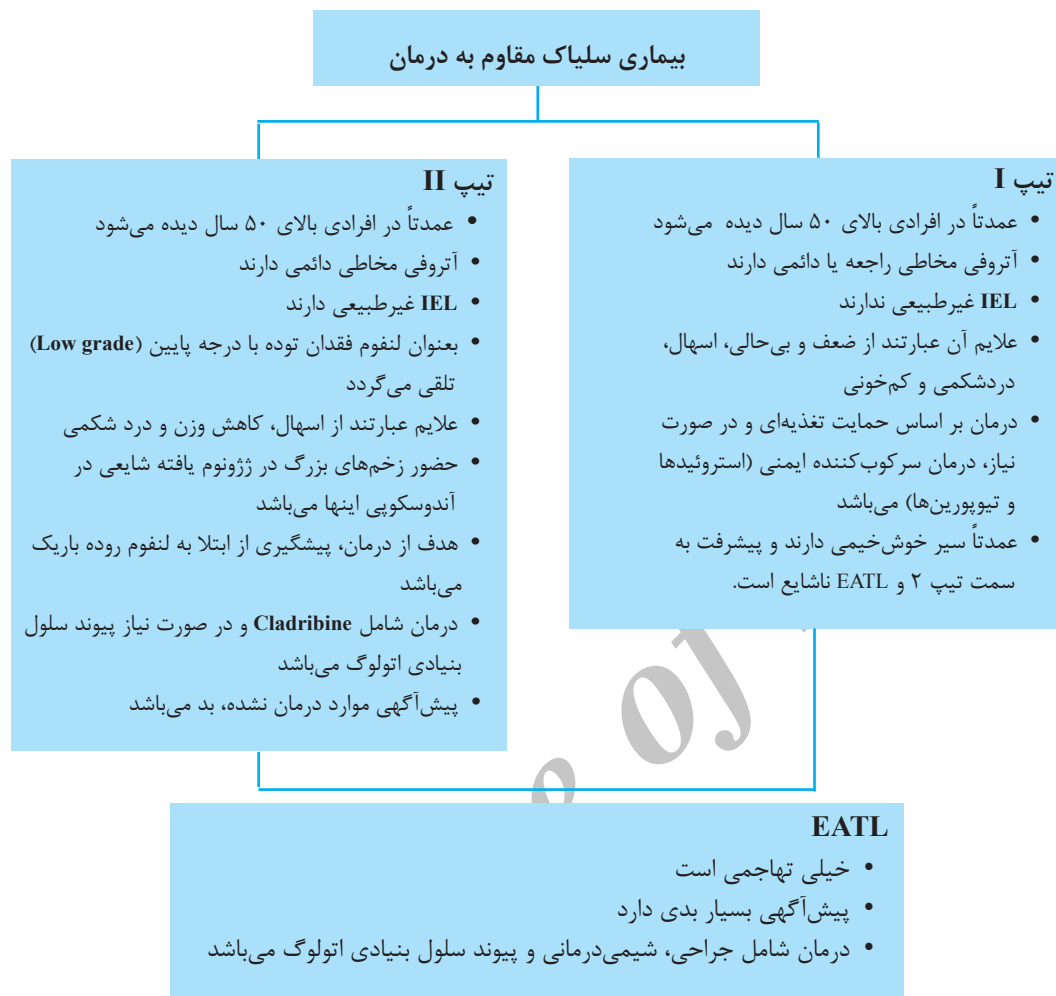 بیماری سلیاک مقاوم به درمان
تیپ I
• عمدتاً در افرادی بالای ۵۰ سال دیده می‌شود
• آتروفی مخاطی راجعه یا دائمی دارند
• IEL غیرطبیعی ندارند
• علایم آن عبارتند از ضعف و بی‌حالی، اسهال،
دردشکمی و کم‌خونی
• درمان بر اساس حمایت تغذیه‌ای و در صورت
نیاز، درمان سرکوب‌کننده ایمنی (استروئیدها
و تیوپورین‌ها) می‌باشد
• عمدتاً سیر خوش‌خیمی دارند و پیشرفت به
سمت تیپ ۲ و EATL ناشایع است.
تیپ II
• عمدتاً در افرادی بالای ۵۰ سال دیده می‌شود
• آتروفی مخاطی دائمی دارند
• IEL غیرطبیعی دارند
• بعنوان لنفوم فقدان توده با درجه پایین (Low grade)
تلقی می‌گردد
• علایم عبارتند از اسهال، کاهش وزن و درد شکمی
• حضور زخم‌های بزرگ در ژژونوم یافته شایعی در
آندوسکوپی اینها می‌باشد
• هدف از درمان، پیشگیری از ابتلا به لنفوم روده باریک
می‌باشد
• درمان شامل Cladribine و در صورت نیاز پیوند سلول
بنیادی اتولوگ می‌باشد
• پیش‌آگهی موارد درمان نشده، بد می‌باشد
of
EATL
• خیلی تهاجمی است
• پیش‌آگهی بسیار بدی دارد
• درمان شامل جراحی، شیمی‌درمانی و پیوند سلول بنیادی اتولوگ می‌باشد